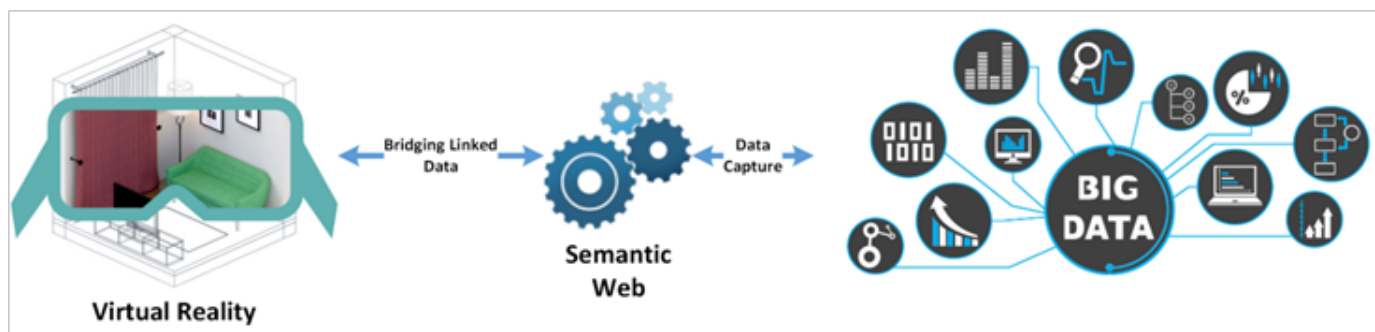 Virtual Reality
Bridging Linked
Data
Semantic
Web
Data
Capture
0101
1010
%
BIG
DATA